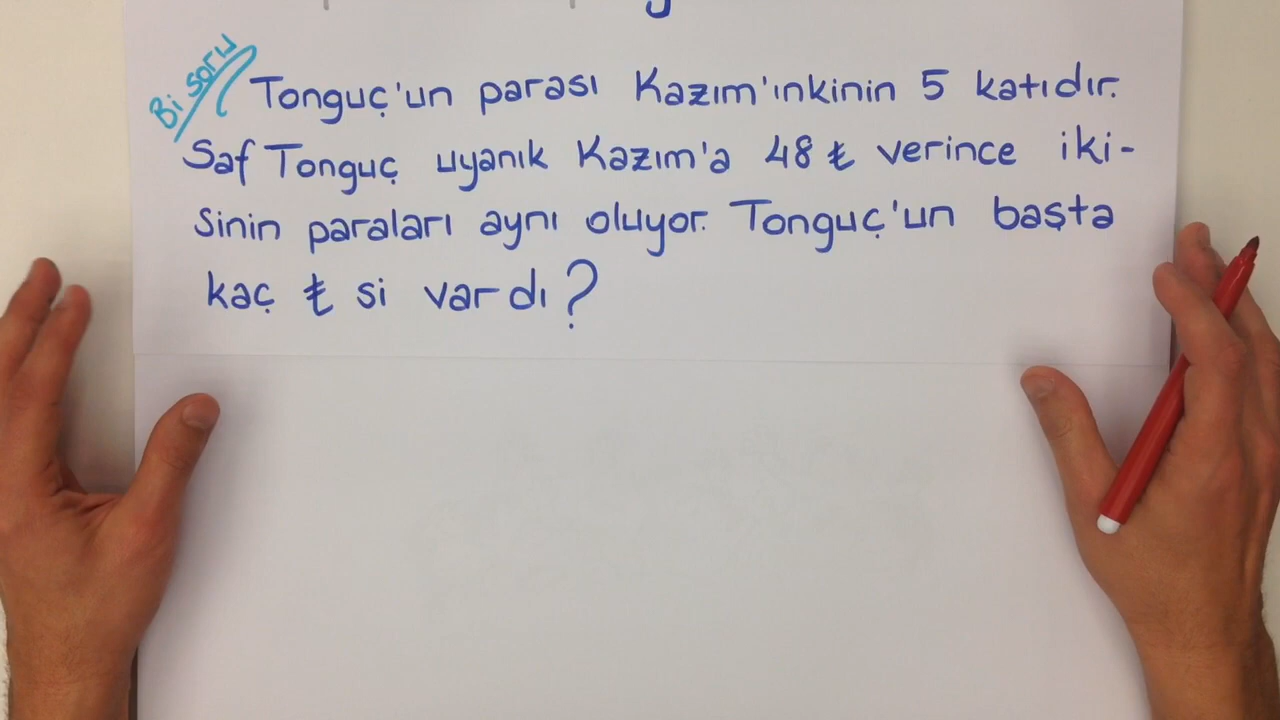 Bi soru
Tonguç'un parası Kazım'ınkinin 5 katıdır.
Saf Tonguç uyanık Kazım'a 48 ₺ verince iki-
sinin paraları aynı oluyor. Tonguç'un başta
kaç ₺ si vardı?